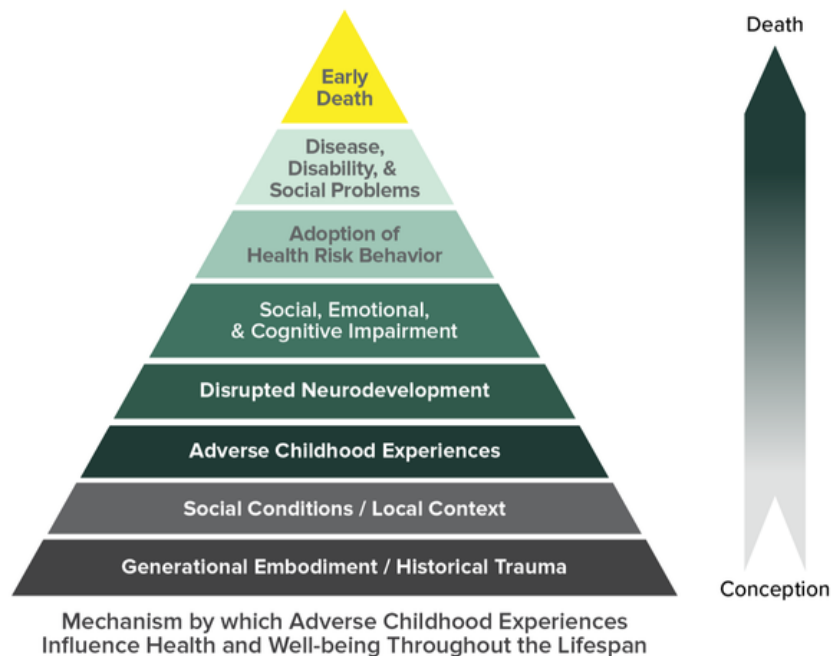 Death
Early
Death
Disease,
Disability, &
Social Problems
Adoption of
Health Risk Behavior
Social, Emotional,
& Cognitive Impairment
Disrupted Neurodevelopment
Adverse Childhood Experiences
Social Conditions / Local Context
Generational Embodiment / Historical Trauma
Conception
Mechanism by which Adverse Childhood Experiences
Influence Health and Well-being Throughout the Lifespan